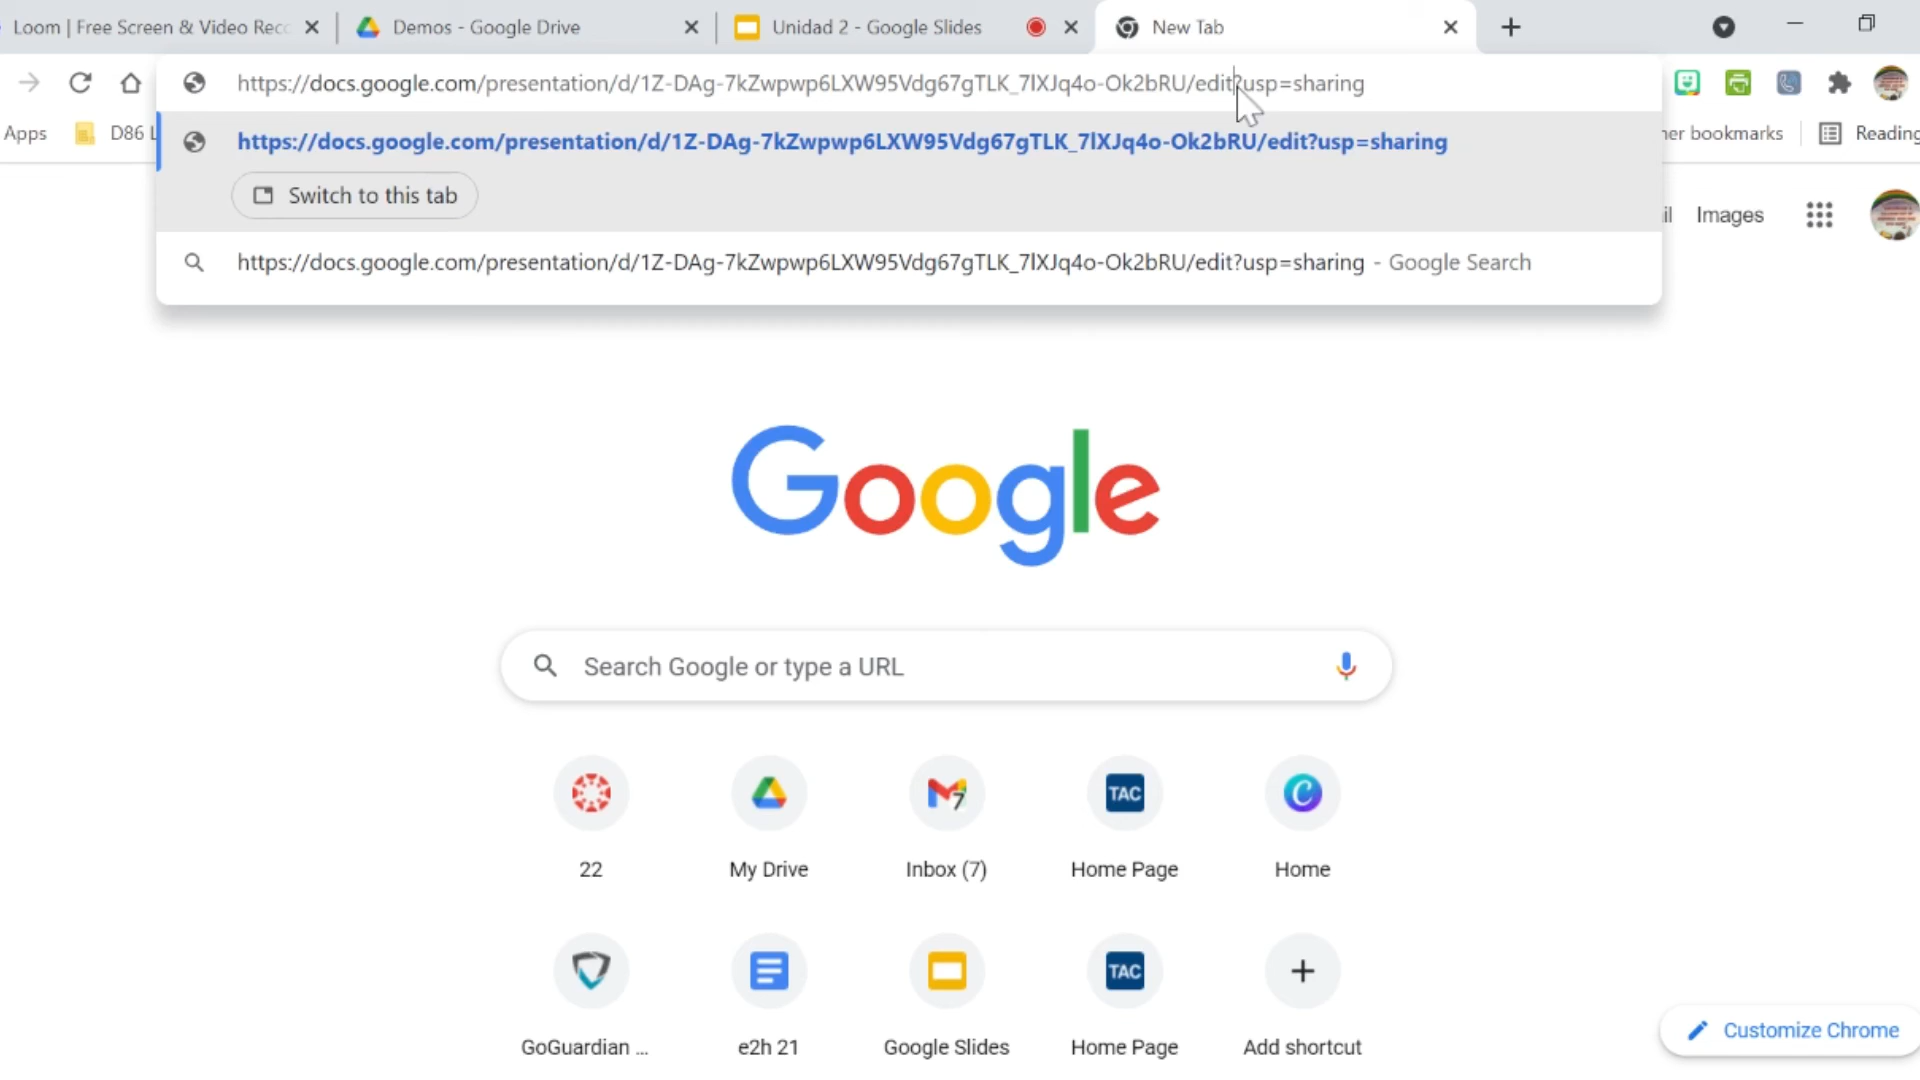 Loom | Free Screen & Video Reco
Demos - Google Drive
Unidad 2 - Google Slides
New Tab
https://docs.google.com/presentation/d/1Z-DAg-7kZwpwp6LXW95Vdg67gTLK_7lXJq4o-Ok2bRU/edit?usp=sharing
Apps
D86 L
https://docs.google.com/presentation/d/1Z-DAg-7kZwpwp6LXW95Vdg67gTLK_7lXJq4o-Ok2bRU/edit?usp=sharing
her bookmarks
Reading
Switch to this tab
il
Images
https://docs.google.com/presentation/d/1Z-DAg-7kZwpwp6LXW95Vdg67gTLK_7lXJq4o-Ok2bRU/edit?usp=sharing - Google Search
Google
Search Google or type a URL
7
TAC
22
My Drive
Inbox (7)
Home Page
Home
TAC
GoGuardian ...
e2h 21
Google Slides
Home Page
Add shortcut
Customize Chrome